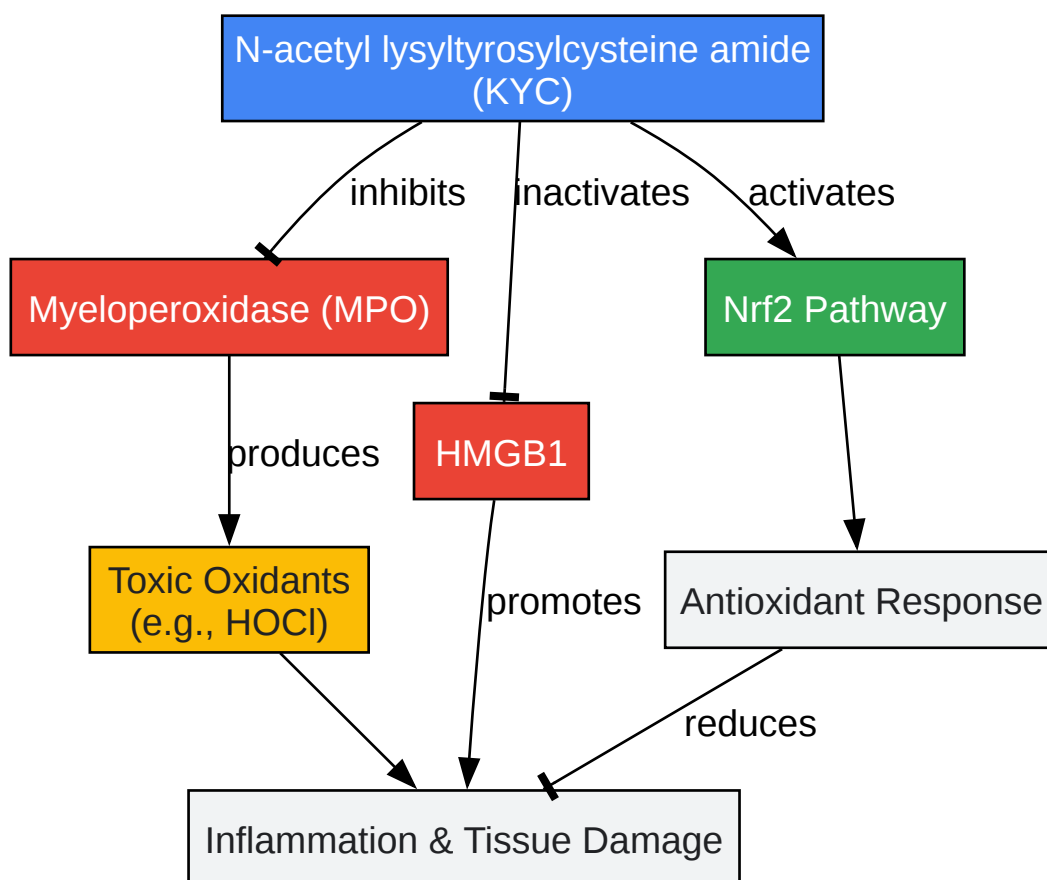 N-acetyl lysyltyrosylcysteine amide
(KYC)
inhibits
inactivates
activates
Myeloperoxidase (MPO)
Nrf2 Pathway
produces
HMGB1
Toxic Oxidants
(e.g., HOCl)
promotes
Antioxidant Response
reduces
Inflammation & Tissue Damage